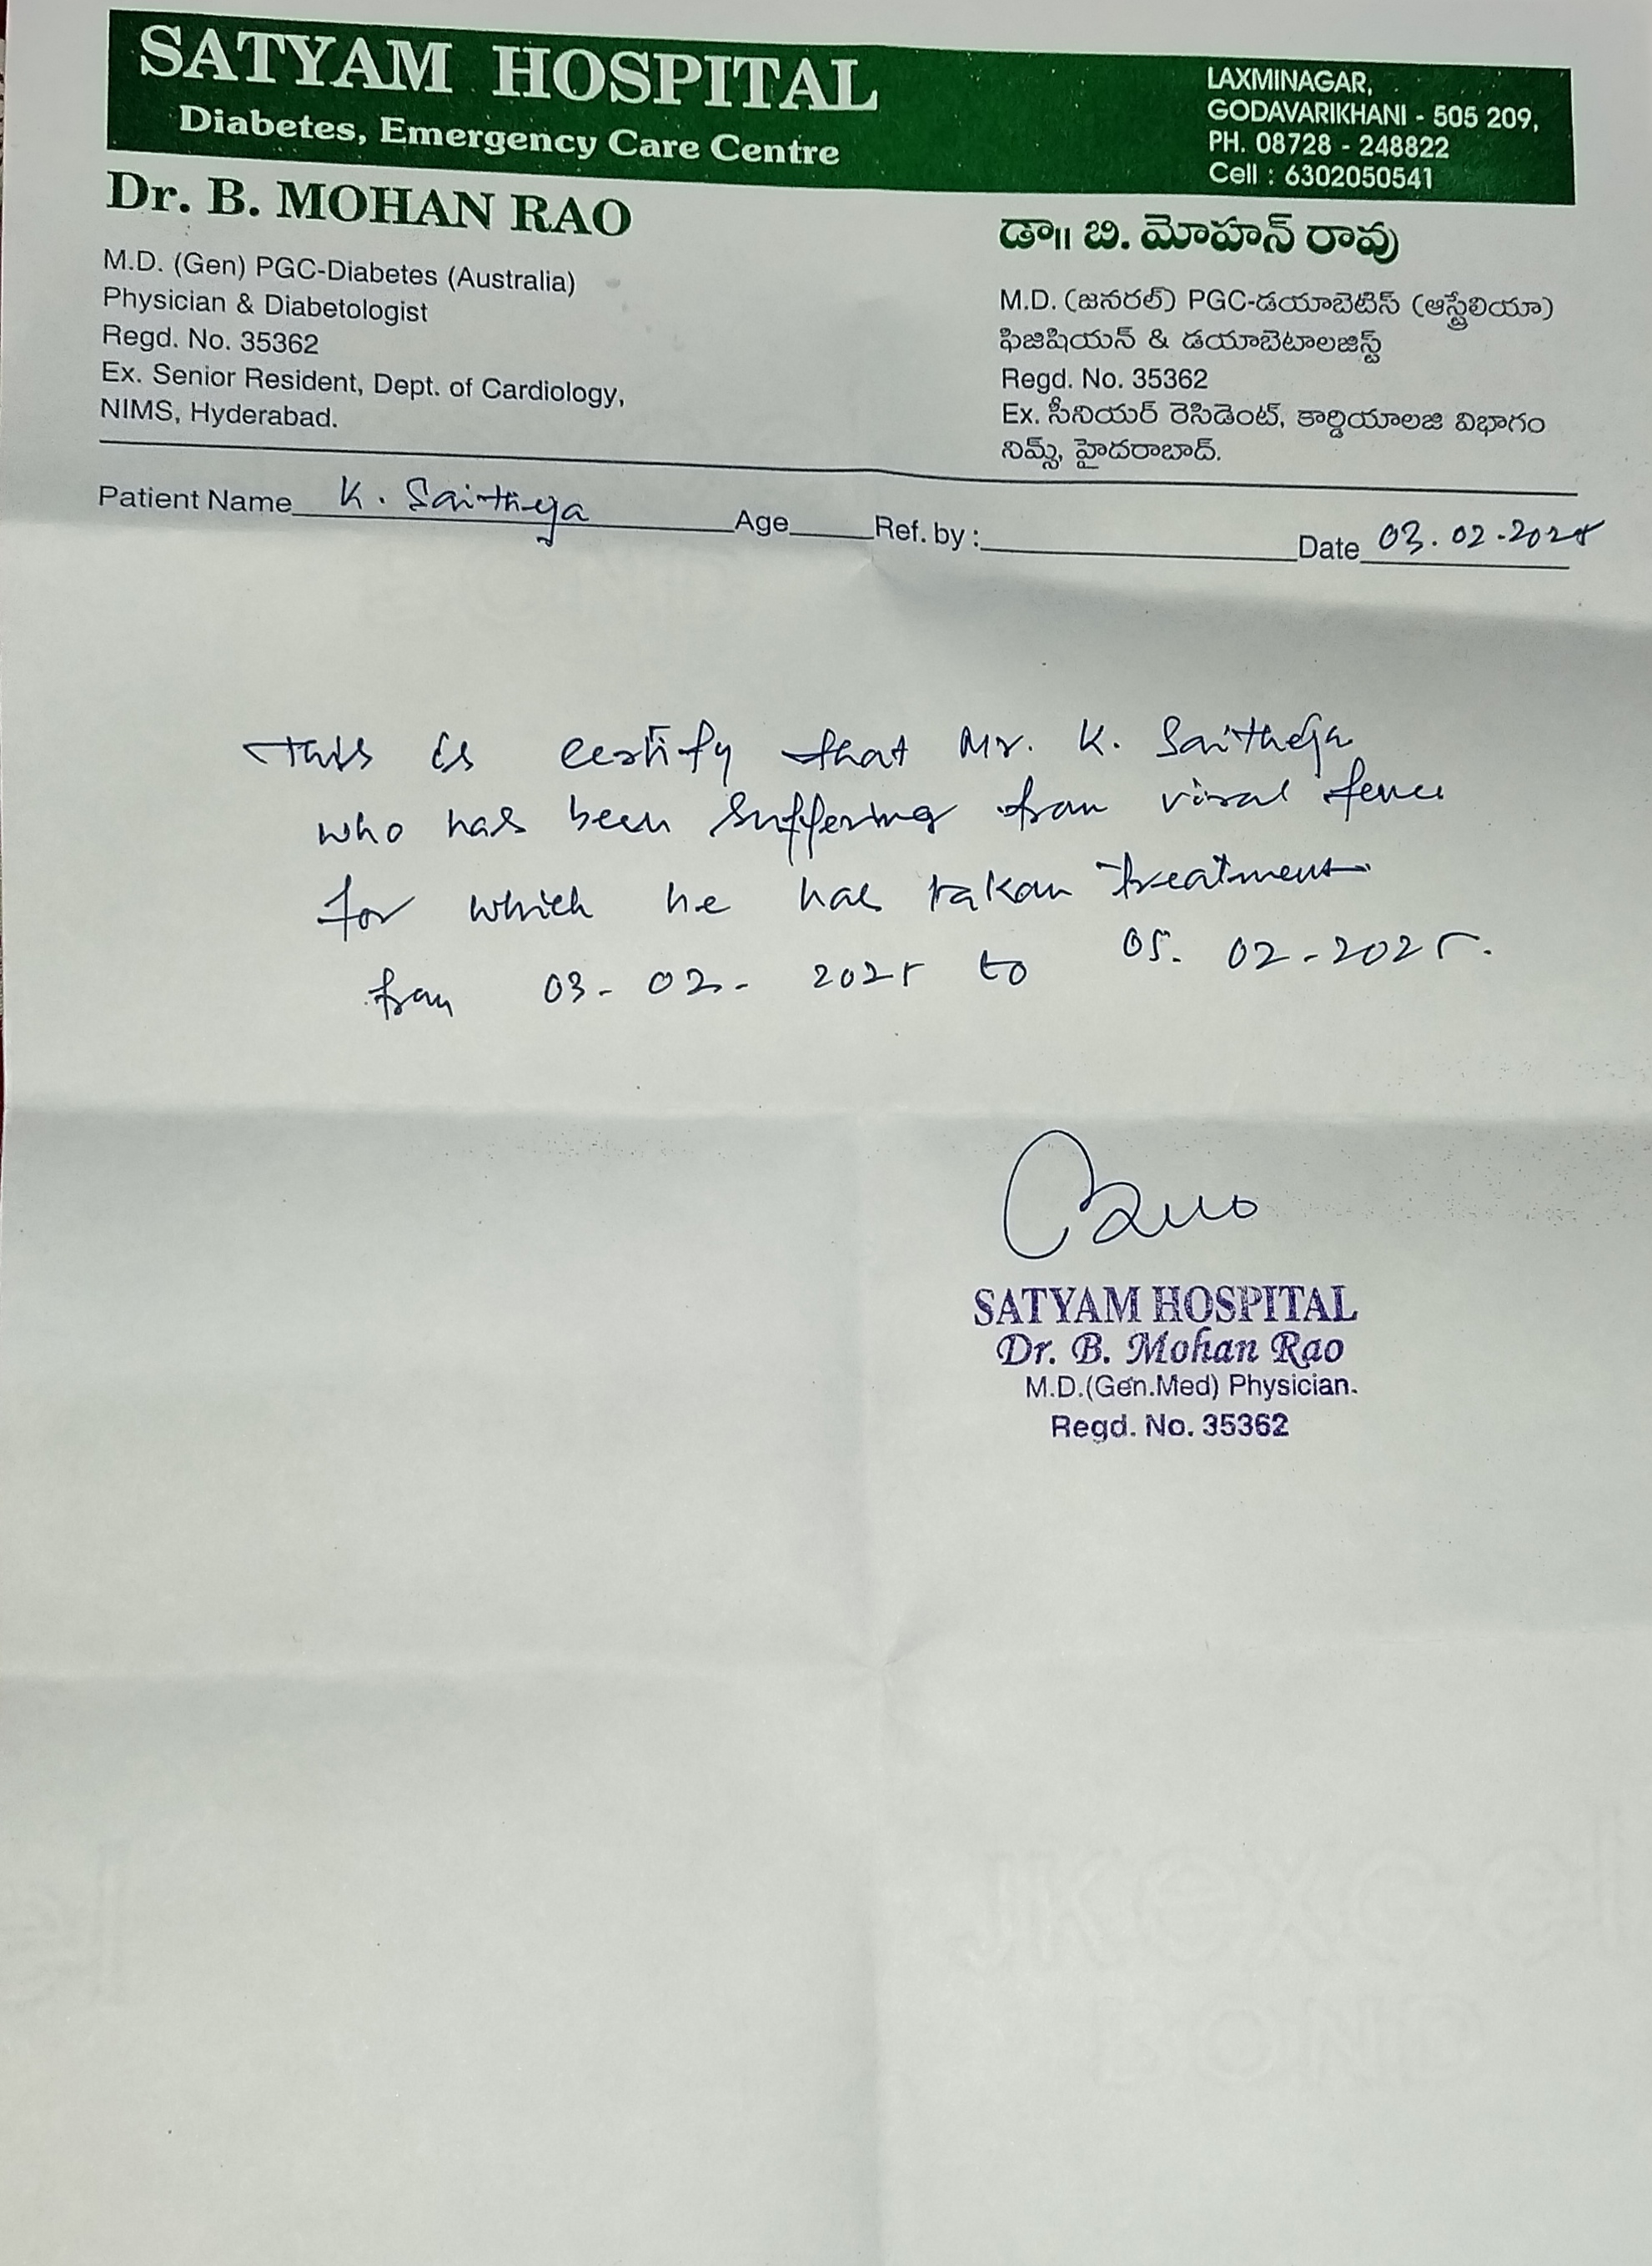 SATYAM HOSPITAL
Diabetes, Emergency Care Centre
LAXMINAGAR,
GODAVARIKHANI - 505 209,
PH. 08728 - 248822
Cell : 6302050541
Dr. B. MOHAN RAO
M.D. (Gen) PGC-Diabetes (Australia)
Physician & Diabetologist
Regd. No. 35362
Ex. Senior Resident, Dept. of Cardiology,
NIMS, Hyderabad.
డా॥ బి. మోహన్ రావు
M.D. (జనరల్) PGC-డయాబెటిస్ (ఆస్ట్రేలియా)
ఫిజిషియన్ & డయాబెటాలజిస్ట్
Regd. No. 35362
Ex. సీనియర్ రెసిడెంట్, కార్డియాలజి విభాగం
నిమ్స్, హైదరాబాద్.
Patient Name K. Saitheja Age Ref. by : Date 03.02.2025
This is certify that Mr. K. Saitheja
who has been suffering from viral fever
for which he has taken treatment
from 03-02-2025 to 05.02-2025.
SATYAM HOSPITAL
Dr. B. Mohan Rao
M.D.(Gen.Med) Physician.
Regd. No. 35362